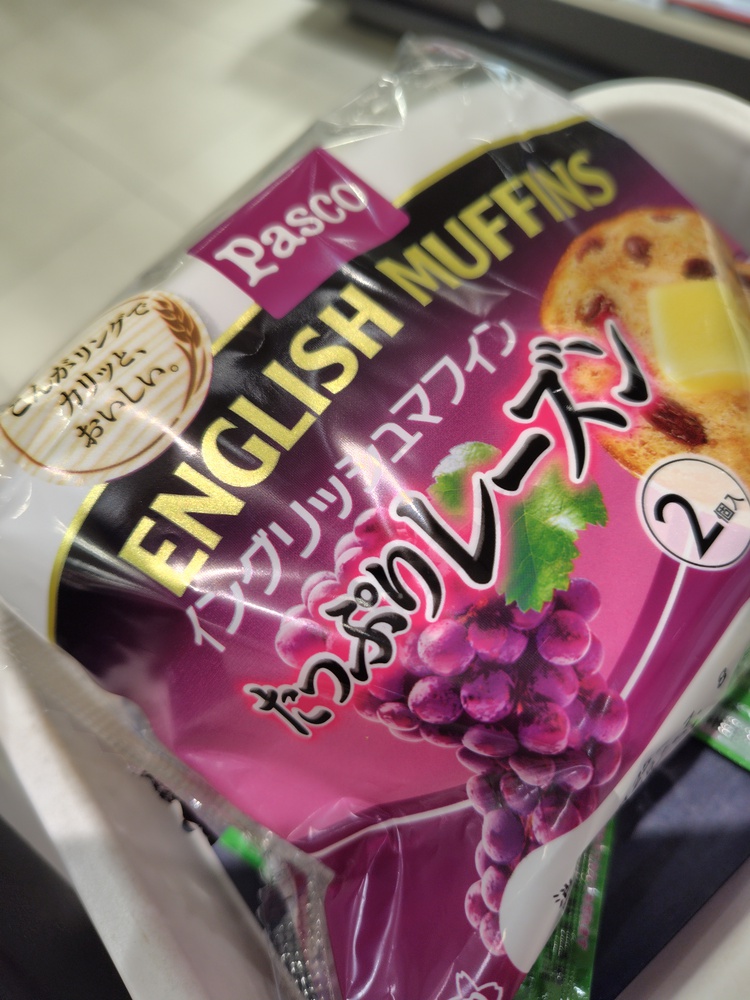 Pasco
ENGLISH MUFFINS
イングリッシュマフィン
たっぷりレーズン
2個入
こんがリングで
カリッと、
おいしい。